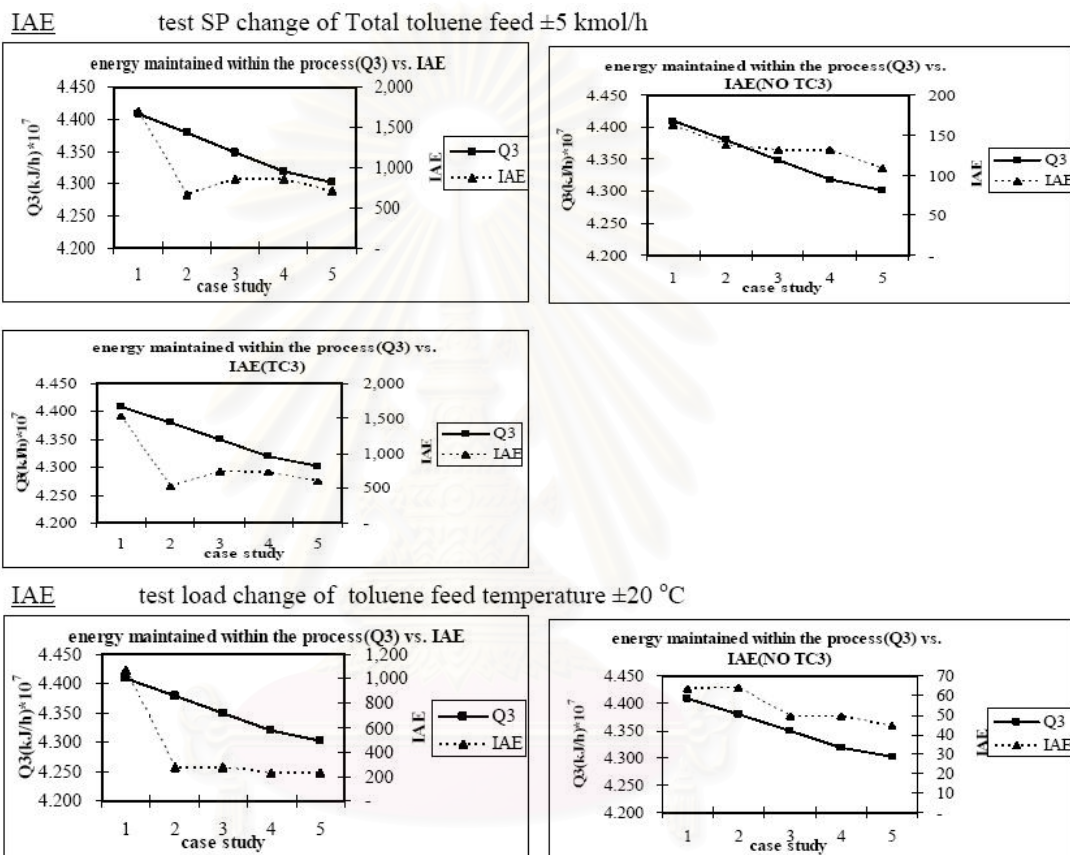 IAE test SP change of Total toluene feed ±5 kmol/h
energy maintained within the process(Q3) vs. IAE
Q3(kJ/h)*10⁷
4.450
4.400
4.350
4.300
4.250
4.200
2,000
1,500
1,000
500
-
IAE
Q3
IAE
1 2 3 4 5
case study
energy maintained within the process(Q3) vs.
IAE(NO TC3)
Q3(kJ/h)*10⁷
4.450
4.400
4.350
4.300
4.250
4.200
200
150
100
50
-
IAE
Q3
IAE
1 2 3 4 5
case study
energy maintained within the process(Q3) vs.
IAE(TC3)
Q3(kJ/h)*10⁷
4.450
4.400
4.350
4.300
4.250
4.200
2,000
1,500
1,000
500
-
IAE
Q3
IAE
1 2 3 4 5
case study
IAE test load change of toluene feed temperature ±20 °C
energy maintained within the process(Q3) vs. IAE
Q3(kJ/h)*10⁷
4.450
4.400
4.350
4.300
4.250
4.200
1,200
1,000
800
600
400
200
-
IAE
Q3
IAE
1 2 3 4 5
case study
energy maintained within the process(Q3) vs.
IAE(NO TC3)
Q3(kJ/h)*10⁷
4.450
4.400
4.350
4.300
4.250
4.200
70
60
50
40
30
20
10
-
IAE
Q3
IAE
1 2 3 4 5
case study